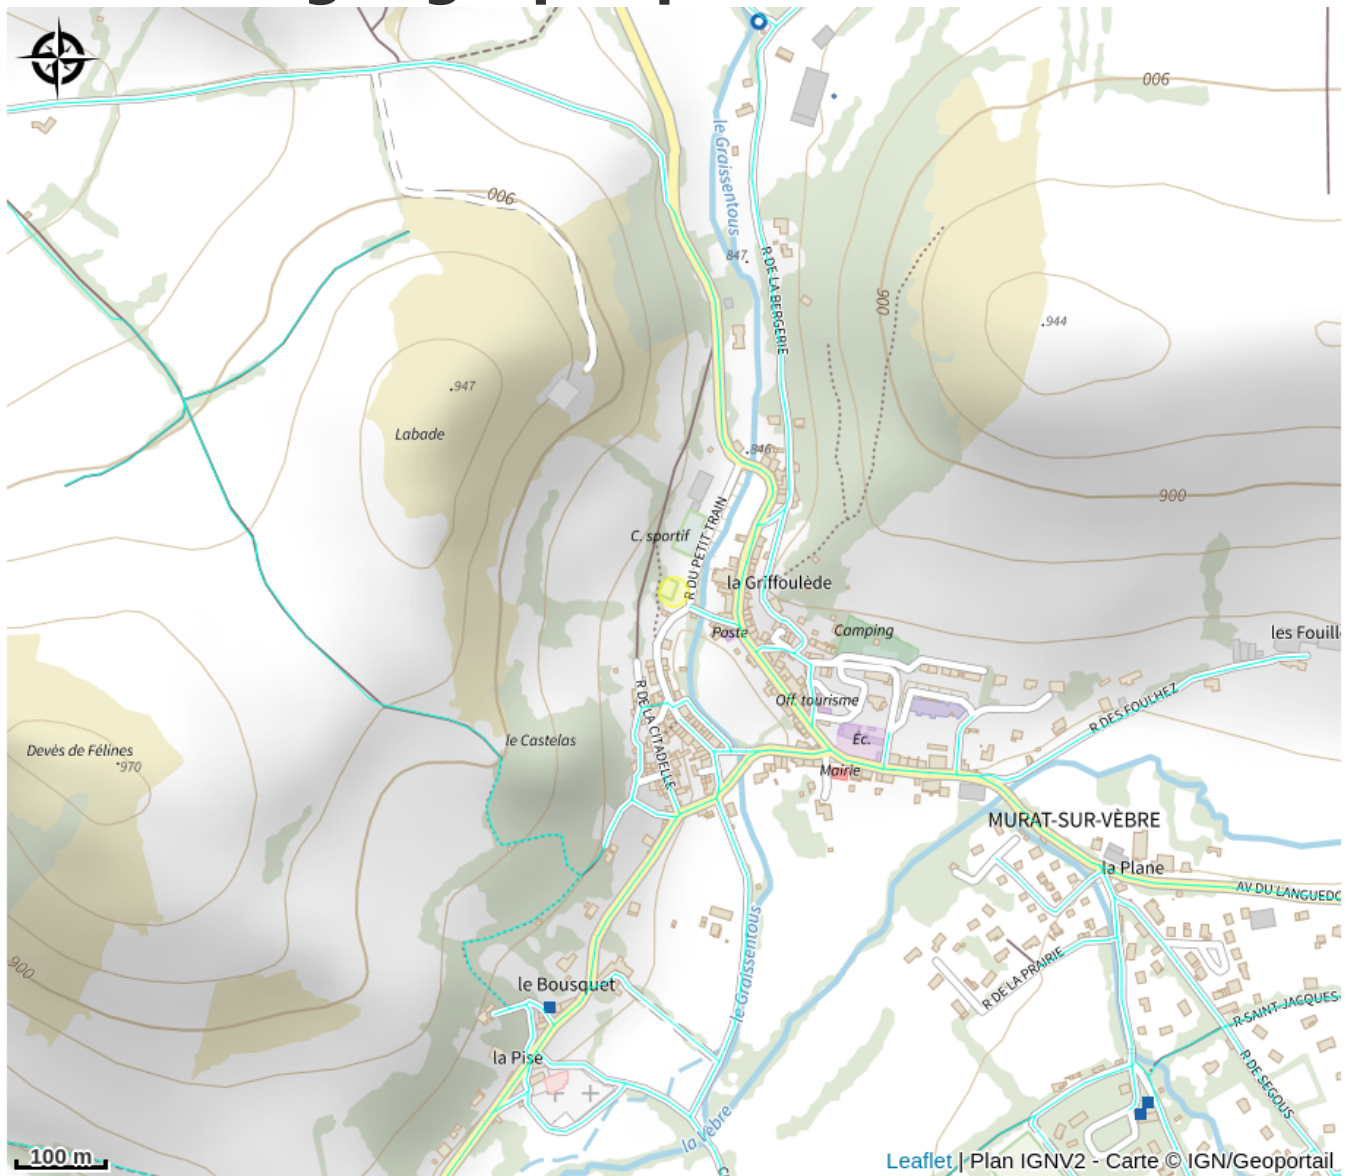 006
le Graissentous
006
847
R DE LA BERGERIE
900
944
947
Labade
846
900
C. sportif
R DU PETIT TRAIN
la Griffoulède
Poste
Camping
les Fouill
R DE LA CITADELLE
Off. tourisme
R DES FOULHEZ
Devès de Félines
970
le Castelas
Éc.
Mairie
MURAT-SUR-VÈBRE
la Plane
AV DU LANGUEDO
900
le Bousquet
le Graissentous
R DE LA PRAIRIE
R SAINT-JACQUES
la Pise
R DE SEGOUS
la Vèbre
100 m
Leaflet | Plan IGNV2 - Carte © IGN/Geoportail